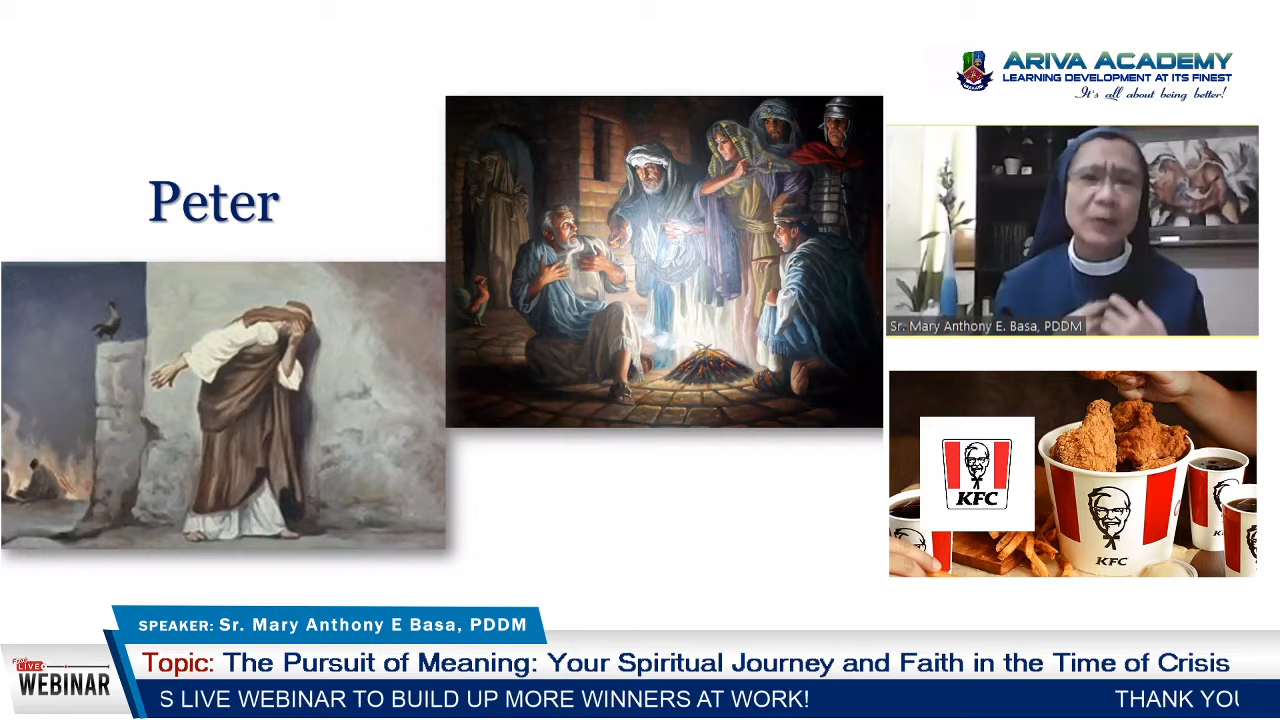 ARIVA ACADEMY
LEARNING DEVELOPMENT AT ITS FINEST
It's all about being better!
Peter
Sr. Mary Anthony E. Basa, PDDM
KFC
KFC
SPEAKER: Sr. Mary Anthony E Basa, PDDM
LIVE
WEBINAR
Topic: The Pursuit of Meaning: Your Spiritual Journey and Faith in the Time of Crisis
S LIVE WEBINAR TO BUILD UP MORE WINNERS AT WORK! THANK YOU